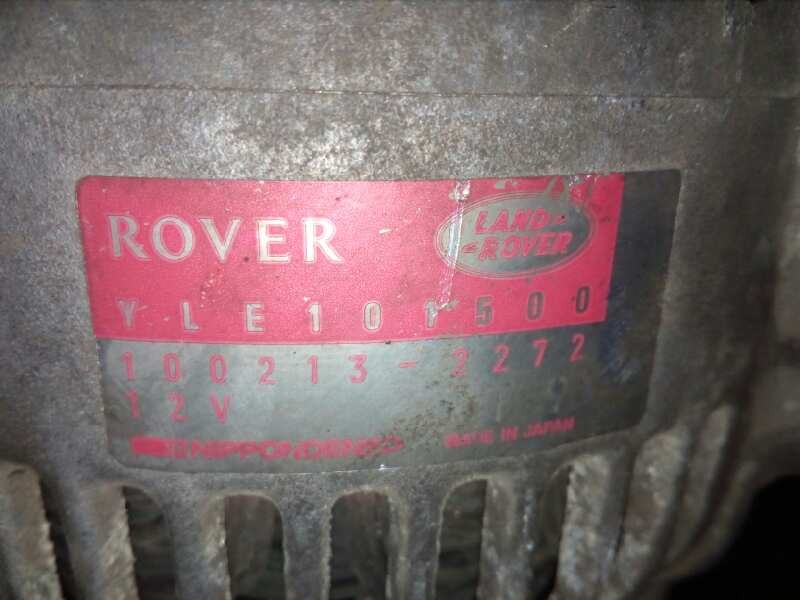 ROVER
LAND-
-ROVER
YLE101500
100213-2272
12V
NIPPONDENSO MADE IN JAPAN